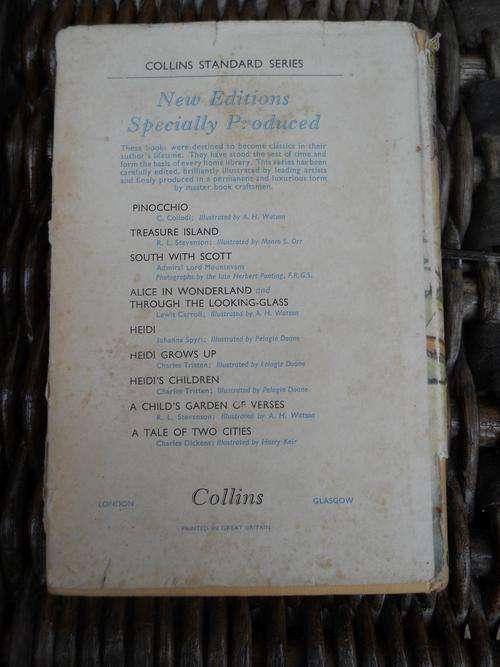 COLLINS STANDARD SERIES
New Editions
Specially Produced
These books were destined to become classics in their
author's lifetime. They have stood the test of time and
form the basis of every home library. This series has been
carefully edited, brilliantly illustrated by leading artists
and finely produced in a permanent and luxurious form
by master book craftsmen.
PINOCCHIO
C. Collodi; Illustrated by A. H. Watson
TREASURE ISLAND
R. L. Stevenson; Illustrated by Monro S. Orr
SOUTH WITH SCOTT
Admiral Lord Mountevans
Photographs by the late Herbert Ponting, F.R.G.S.
ALICE IN WONDERLAND and
THROUGH THE LOOKING-GLASS
Lewis Carroll; Illustrated by A. H. Watson
HEIDI
Johanna Spyri; Illustrated by Pelagie Doane
HEIDI GROWS UP
Charles Tritten; Illustrated by Pelagie Doane
HEIDI'S CHILDREN
Charles Tritten; Illustrated by Pelagie Doane
A CHILD'S GARDEN OF VERSES
R. L. Stevenson; Illustrated by A. H. Watson
A TALE OF TWO CITIES
Charles Dickens; Illustrated by Harry Keir
LONDON Collins GLASGOW
PRINTED IN GREAT BRITAIN